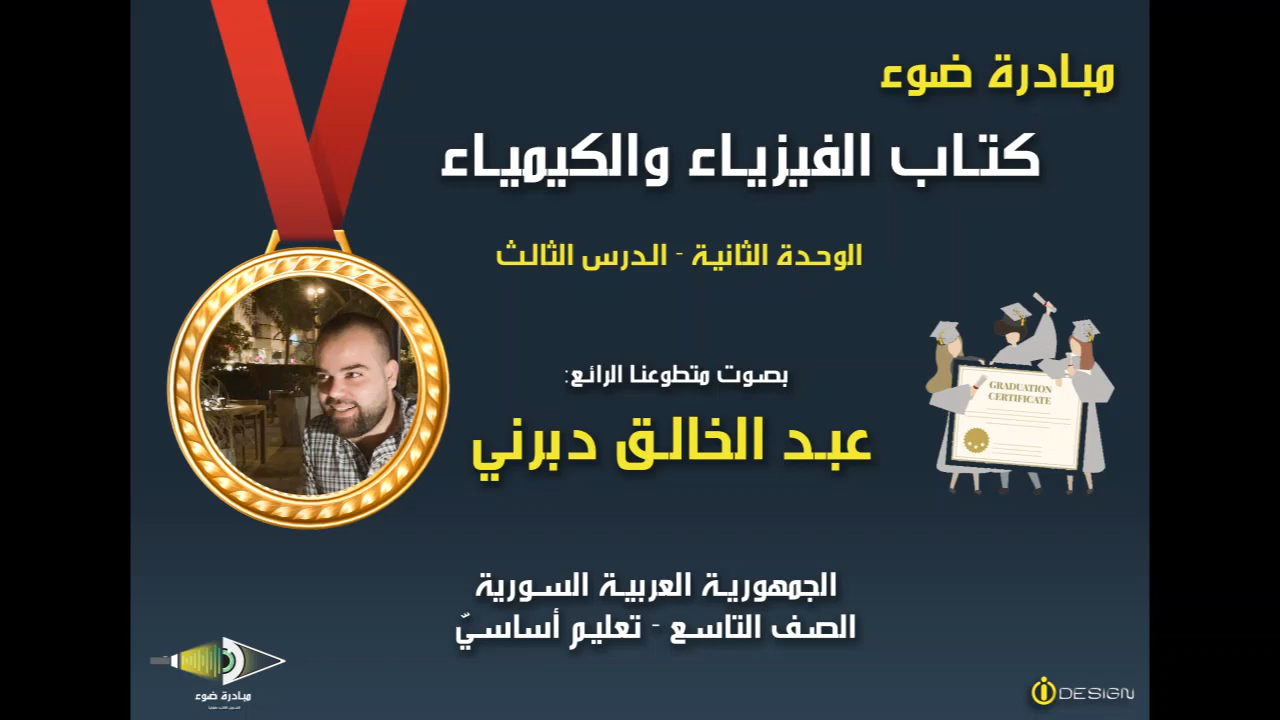 مبادرة ضوء
كتاب الفيزياء والكيمياء
الوحدة الثانية - الدرس الثالث
بصوت متطوعنا الرائع:
عبد الخالق دبرني
GRADUATION
CERTIFICATE
الجمهورية العربية السورية
الصف التاسع - تعليم أساسيّ
مبادرة ضوء
iDESIGN